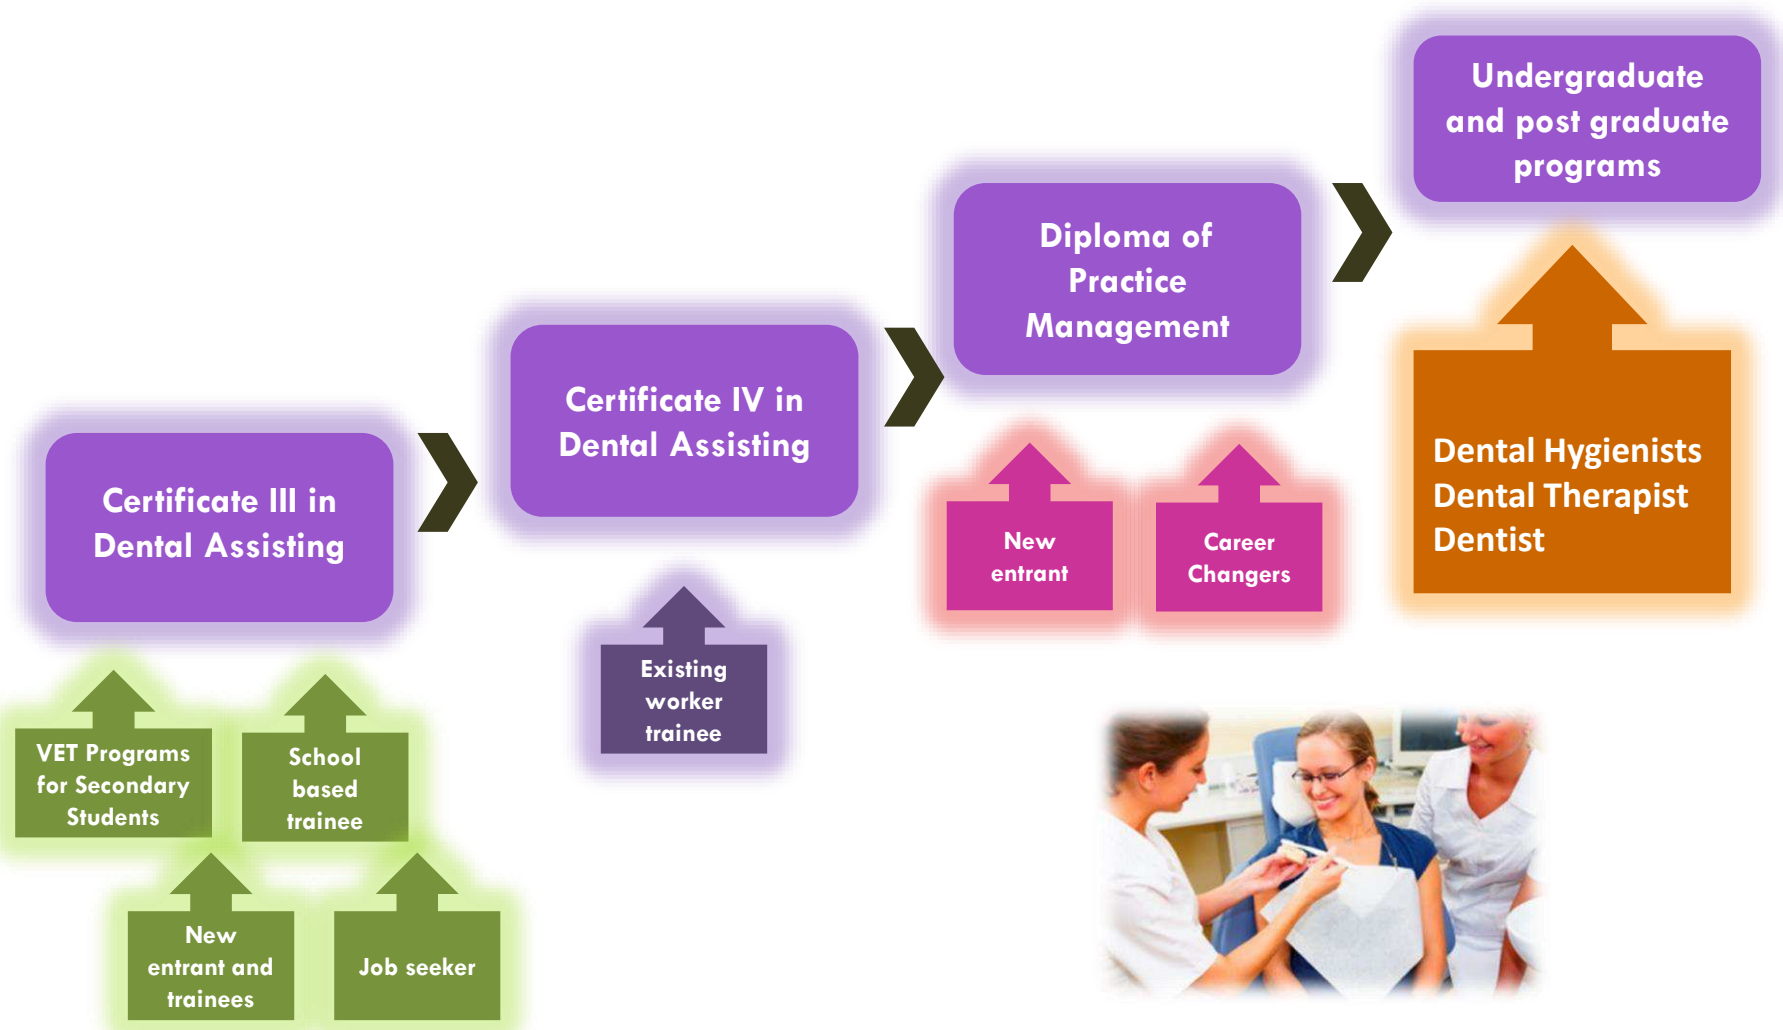 Undergraduate
and post graduate
programs
Diploma of
Practice
Management
Certificate IV in
Dental Assisting
Certificate III in
Dental Assisting
Dental Hygienists
Dental Therapist
Dentist
New
entrant
Career
Changers
Existing
worker
trainee
VET Programs
for Secondary
Students
School
based
trainee
New
entrant and
trainees
Job seeker